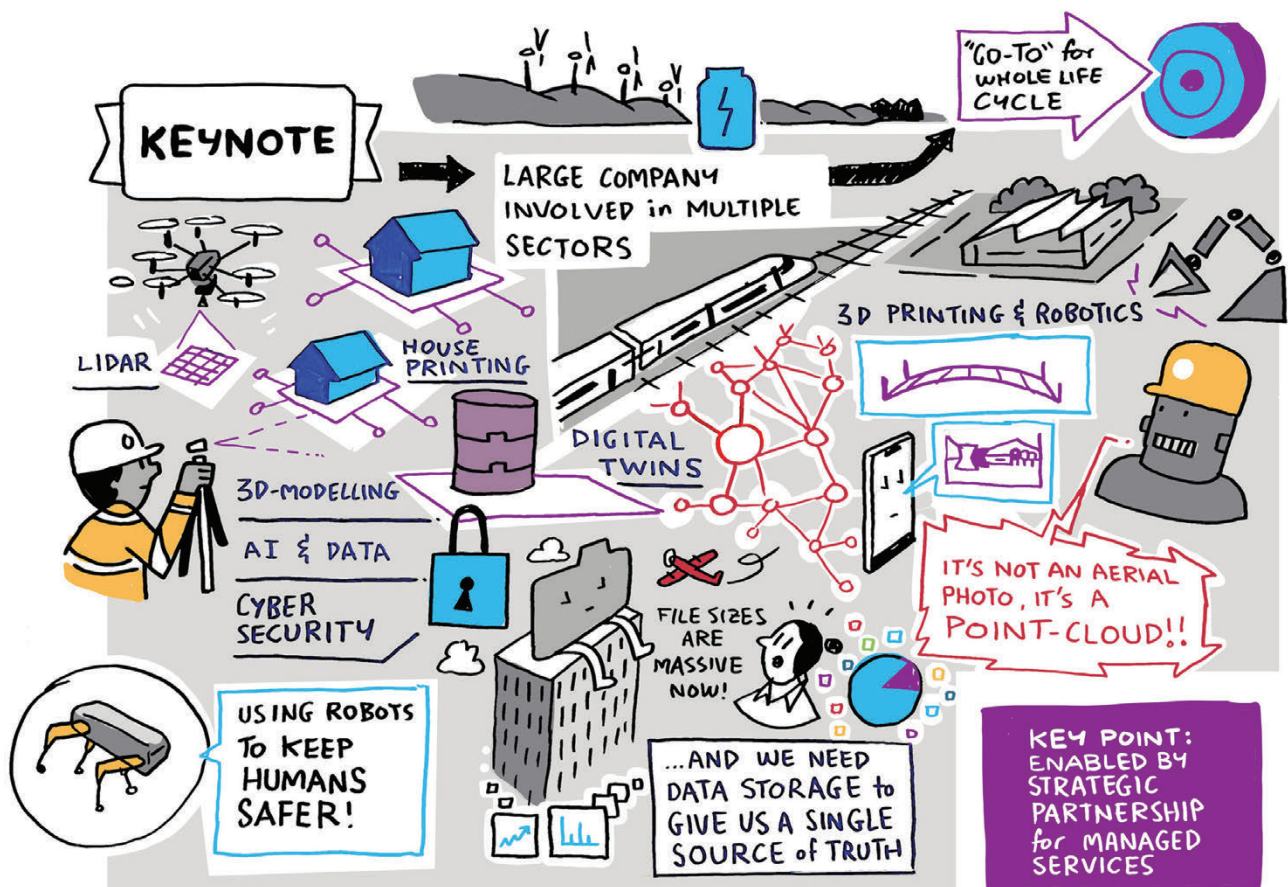 KEYNOTE
LARGE COMPANY
INVOLVED in MULTIPLE
SECTORS
"GO-TO" for
WHOLE LIFE
CYCLE
LIDAR
HOUSE
PRINTING
3D PRINTING & ROBOTICS
DIGITAL
TWINS
3D-MODELLING
AI & DATA
CYBER
SECURITY
IT'S NOT AN AERIAL
PHOTO, IT'S A
POINT-CLOUD!!
FILE SIZES
ARE
MASSIVE
NOW!
USING ROBOTS
TO KEEP
HUMANS
SAFER!
...AND WE NEED
DATA STORAGE to
GIVE US A SINGLE
SOURCE of TRUTH
KEY POINT:
ENABLED BY
STRATEGIC
PARTNERSHIP
for MANAGED
SERVICES